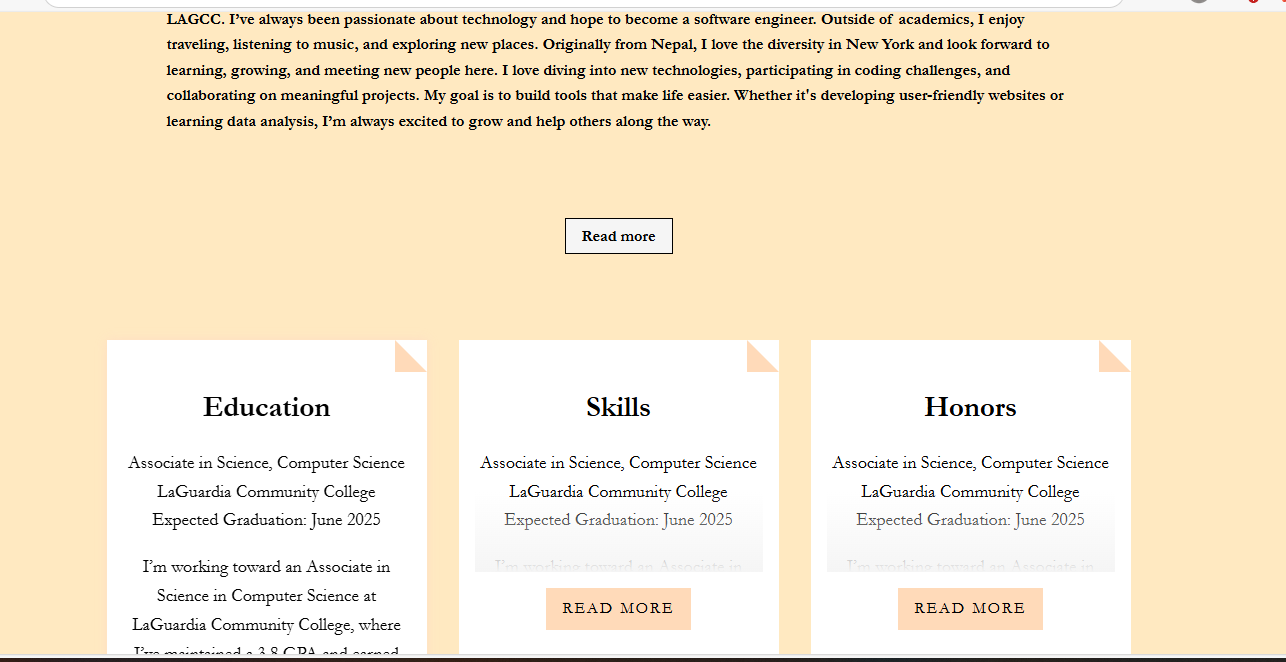 LAGCC. I’ve always been passionate about technology and hope to become a software engineer. Outside of academics, I enjoy
traveling, listening to music, and exploring new places. Originally from Nepal, I love the diversity in New York and look forward to
learning, growing, and meeting new people here. I love diving into new technologies, participating in coding challenges, and
collaborating on meaningful projects. My goal is to build tools that make life easier. Whether it's developing user-friendly websites or
learning data analysis, I’m always excited to grow and help others along the way.
Read more
Education
Associate in Science, Computer Science
LaGuardia Community College
Expected Graduation: June 2025
I’m working toward an Associate in
Science in Computer Science at
LaGuardia Community College, where
I’ve maintained a 3.8 GPA and earned
Skills
Associate in Science, Computer Science
LaGuardia Community College
Expected Graduation: June 2025
I’m working toward an Associate in
READ MORE
Honors
Associate in Science, Computer Science
LaGuardia Community College
Expected Graduation: June 2025
I’m working toward an Associate in
READ MORE